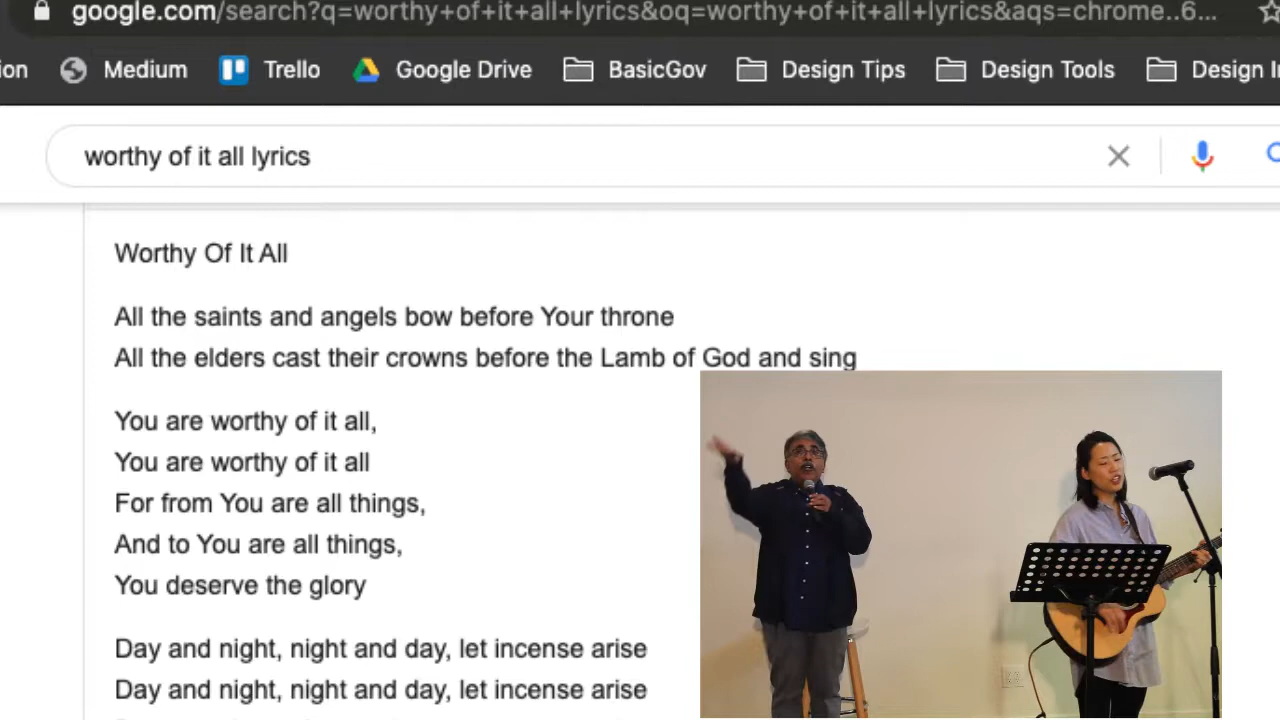 google.com/search?q=worthy+of+it+all+lyrics&oq=worthy+of+it+all+lyrics&aqs=chrome..6...
ion Medium Trello Google Drive BasicGov Design Tips Design Tools Design I
worthy of it all lyrics
Worthy Of It All
All the saints and angels bow before Your throne
All the elders cast their crowns before the Lamb of God and sing
You are worthy of it all,
You are worthy of it all
For from You are all things,
And to You are all things,
You deserve the glory
Day and night, night and day, let incense arise
Day and night, night and day, let incense arise